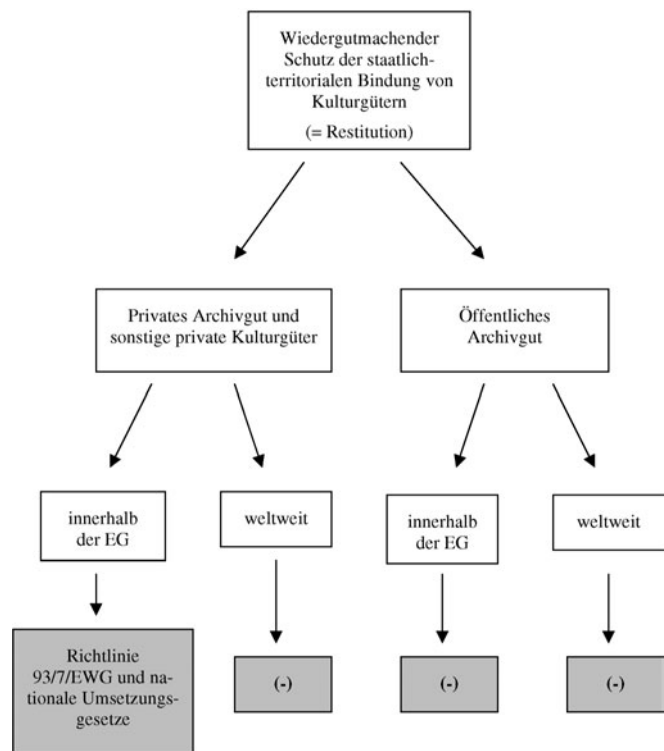 Wiedergutmachender
Schutz der staatlich-
territorialen Bindung von
Kulturgütern
(= Restitution)
Privates Archivgut und
sonstige private Kulturgüter
Öffentliches
Archivgut
innerhalb
der EG
weltweit
innerhalb
der EG
weltweit
Richtlinie
93/7/EWG und na-
tionale Umsetzungs-
gesetze
(-)
(-)
(-)